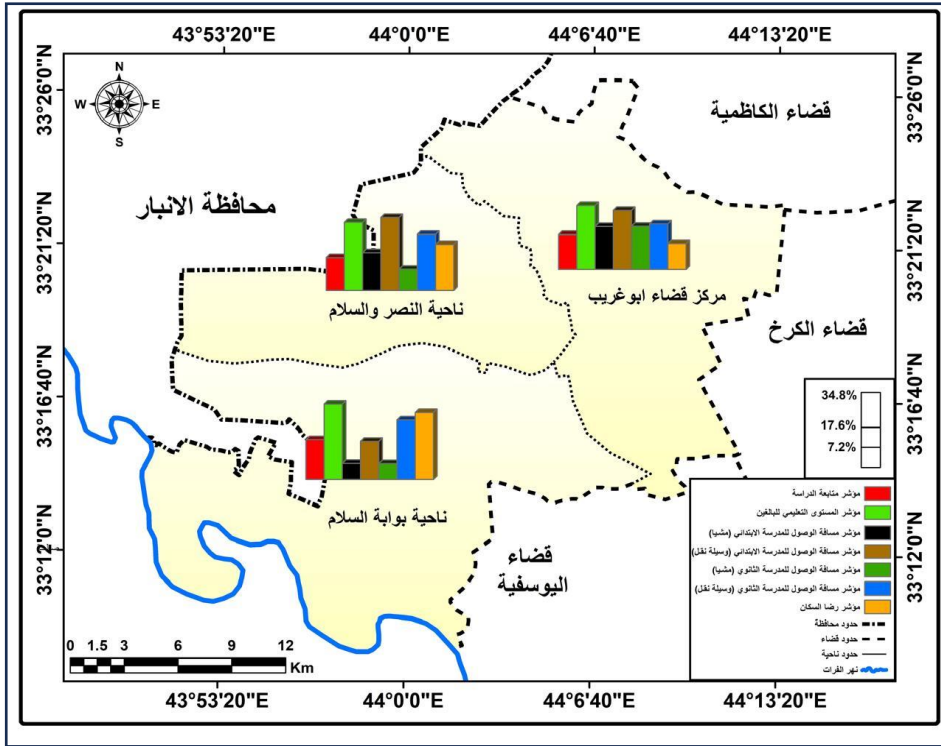 43°53'20"E 44°0'0"E 44°6'40"E 44°13'20"E
33°26'0"N
33°21'20"N
33°16'40"N
33°12'0"N
33°26'0"N
33°21'20"N
33°16'40"N
33°12'0"N
N
W E
S
قضاء الكاظمية
محافظة الانبار
مركز قضاء ابوغريب
ناحية النصر والسلام
قضاء الكرخ
ناحية بوابة السلام
قضاء
اليوسفية
34.8%
17.6%
7.2%
مؤشر متابعة الدراسة
مؤشر المستوى التعليمي للبالغين
مؤشر مسافة الوصول للمدرسة الابتدائي (مشيا)
مؤشر مسافة الوصول للمدرسة الابتدائي (وسيلة نقل)
مؤشر مسافة الوصول للمدرسة الثانوي (مشيا)
مؤشر مسافة الوصول للمدرسة الثانوي (وسيلة نقل)
مؤشر رضا السكان
حدود محافظة
حدود قضاء
حدود ناحية
نهر الفرات
0 1.5 3 6 9 12
Km
43°53'20"E 44°0'0"E 44°6'40"E 44°13'20"E